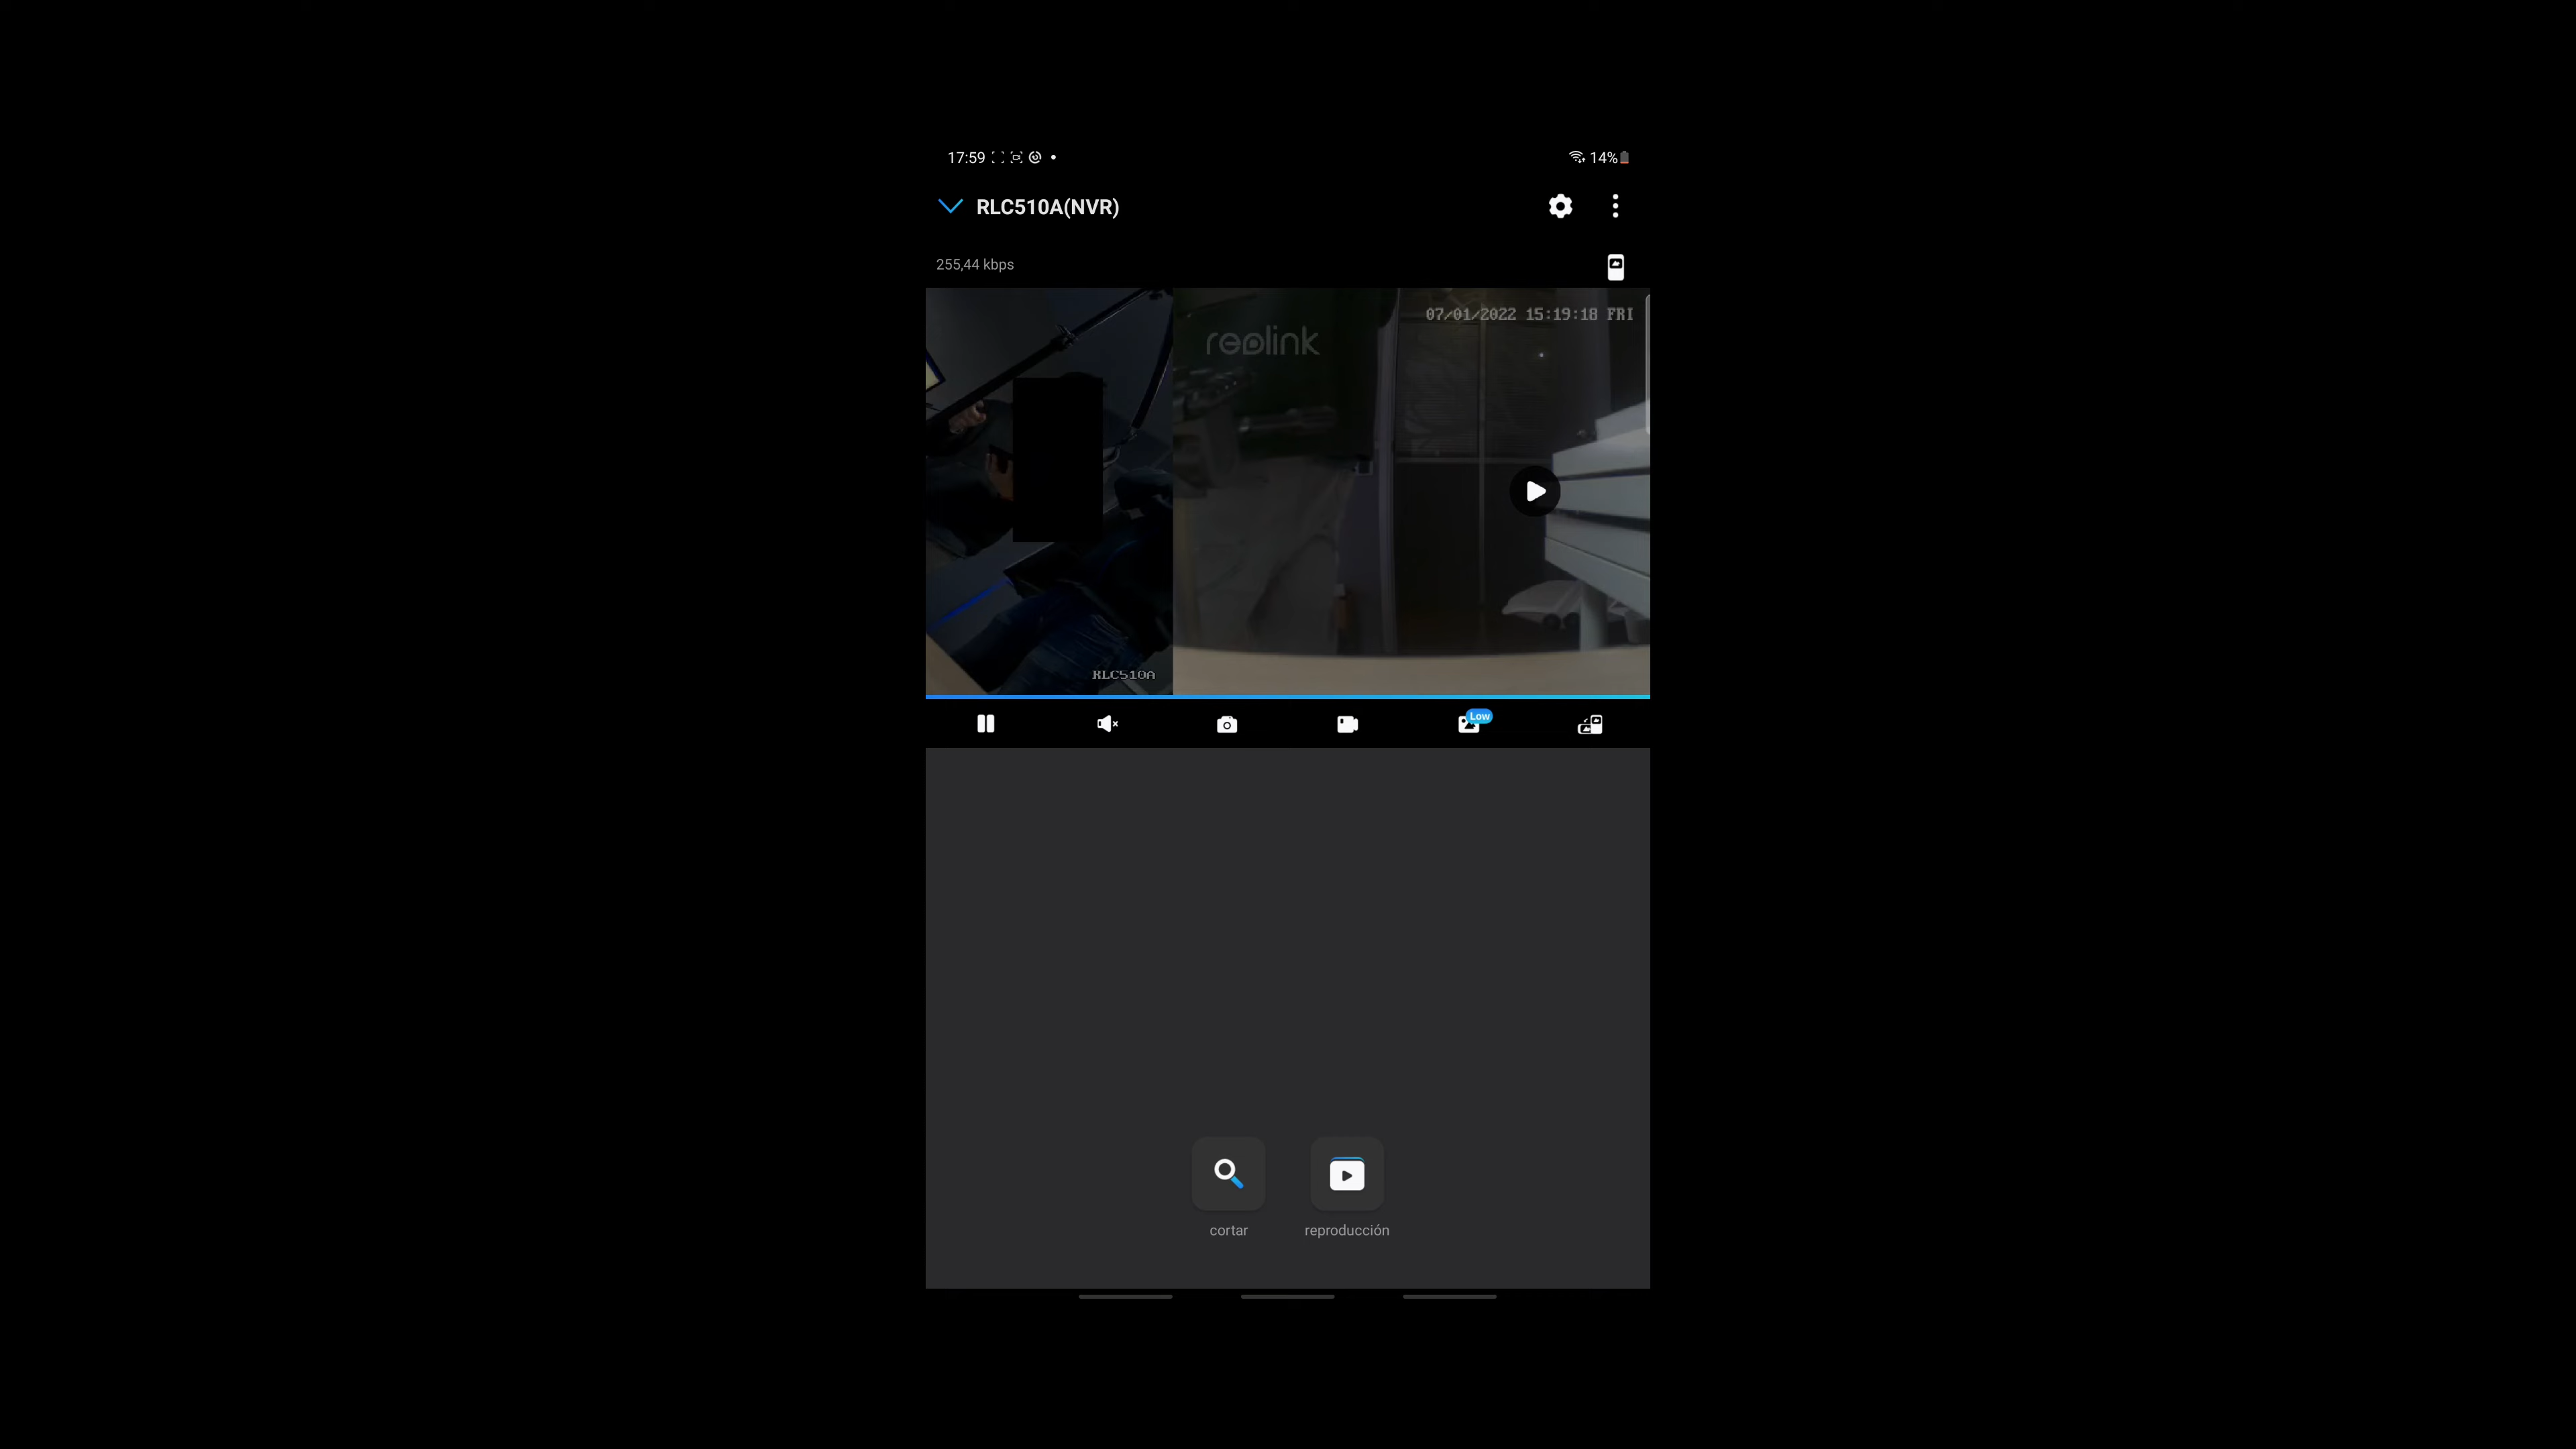 17:59
14%
RLC510A(NVR)
255,44 kbps
07/01/2022 15:19:18 FRI
reolink
RLC510A
Low
cortar
reproducción